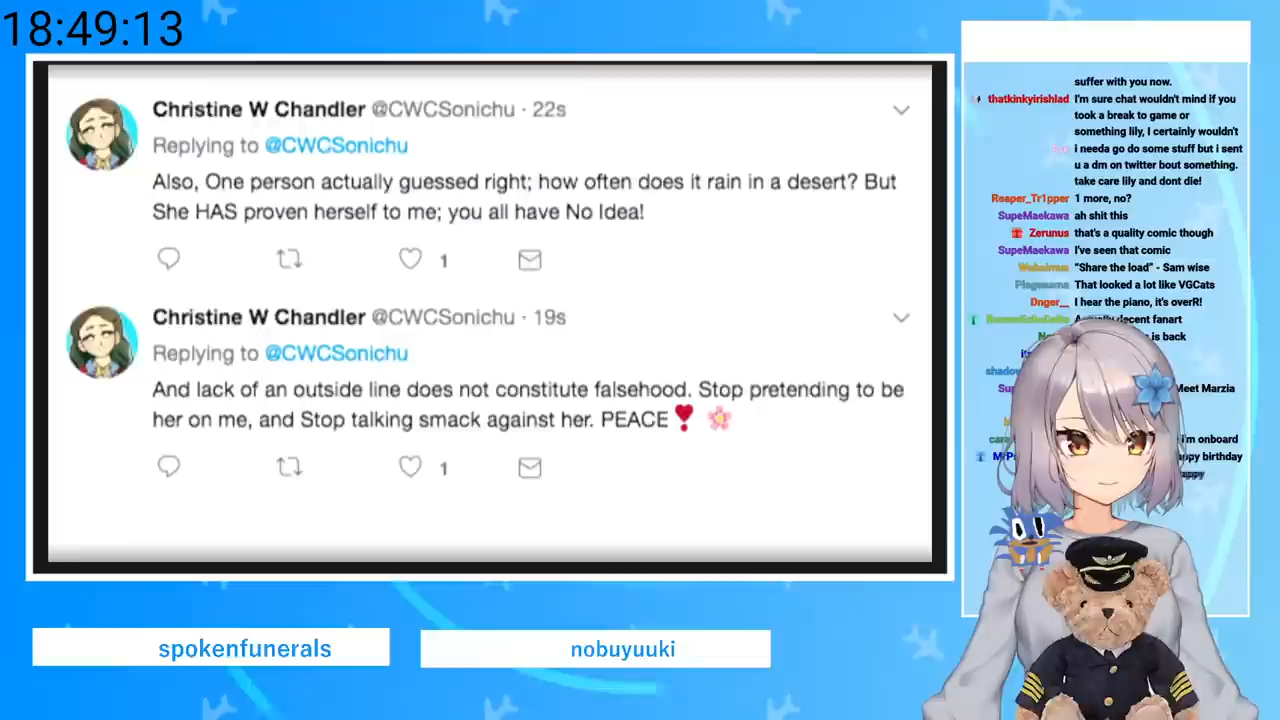 18:49:13
Christine W Chandler @CWCSonichu · 22s
Replying to @CWCSonichu
Also, One person actually guessed right; how often does it rain in a desert? But
She HAS proven herself to me; you all have No Idea!
1
Christine W Chandler @CWCSonichu · 19s
Replying to @CWCSonichu
And lack of an outside line does not constitute falsehood. Stop pretending to be
her on me, and Stop talking smack against her. PEACE❣️ 🌸
1
spokenfunerals
nobuyuuki
suffer with you now.
thatkinkyirishlad I'm sure chat wouldn't mind if you
took a break to game or
something lily, I certainly wouldn't
i needa go do some stuff but i sent
u a dm on twitter bout something.
take care lily and dont die!
Reaper_Tr1pper 1 more, no?
SupeMaekawa ah shit this
Zerunus that's a quality comic though
SupeMaekawa I've seen that comic
"Share the load" - Sam wise
That looked a lot like VGCats
Dnger__ I hear the piano, it's overR!
decent fanart
is back
shadow
Meet Marzia
i'm onboard
ppy birthday
appy